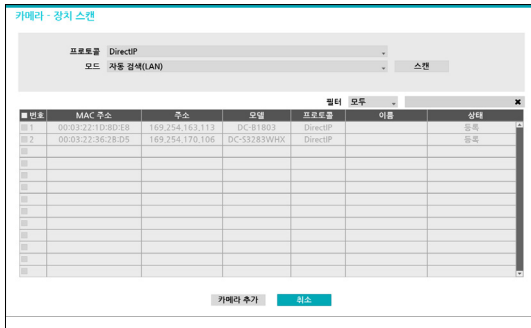 카메라 - 장치 스캔
프로토콜 DirectIP
모드 자동 검색(LAN) 스캔
필터 모두 ✖
번호 MAC 주소 주소 모델 프로토콜 이름 상태
1 00:03:22:1D:8D:E8 169,254,163,113 DC-B1803 DirectIP 등록
2 00:03:22:36:2B:D5 169,254,170,106 DC-S3283WHX DirectIP 등록
카메라 추가 취소